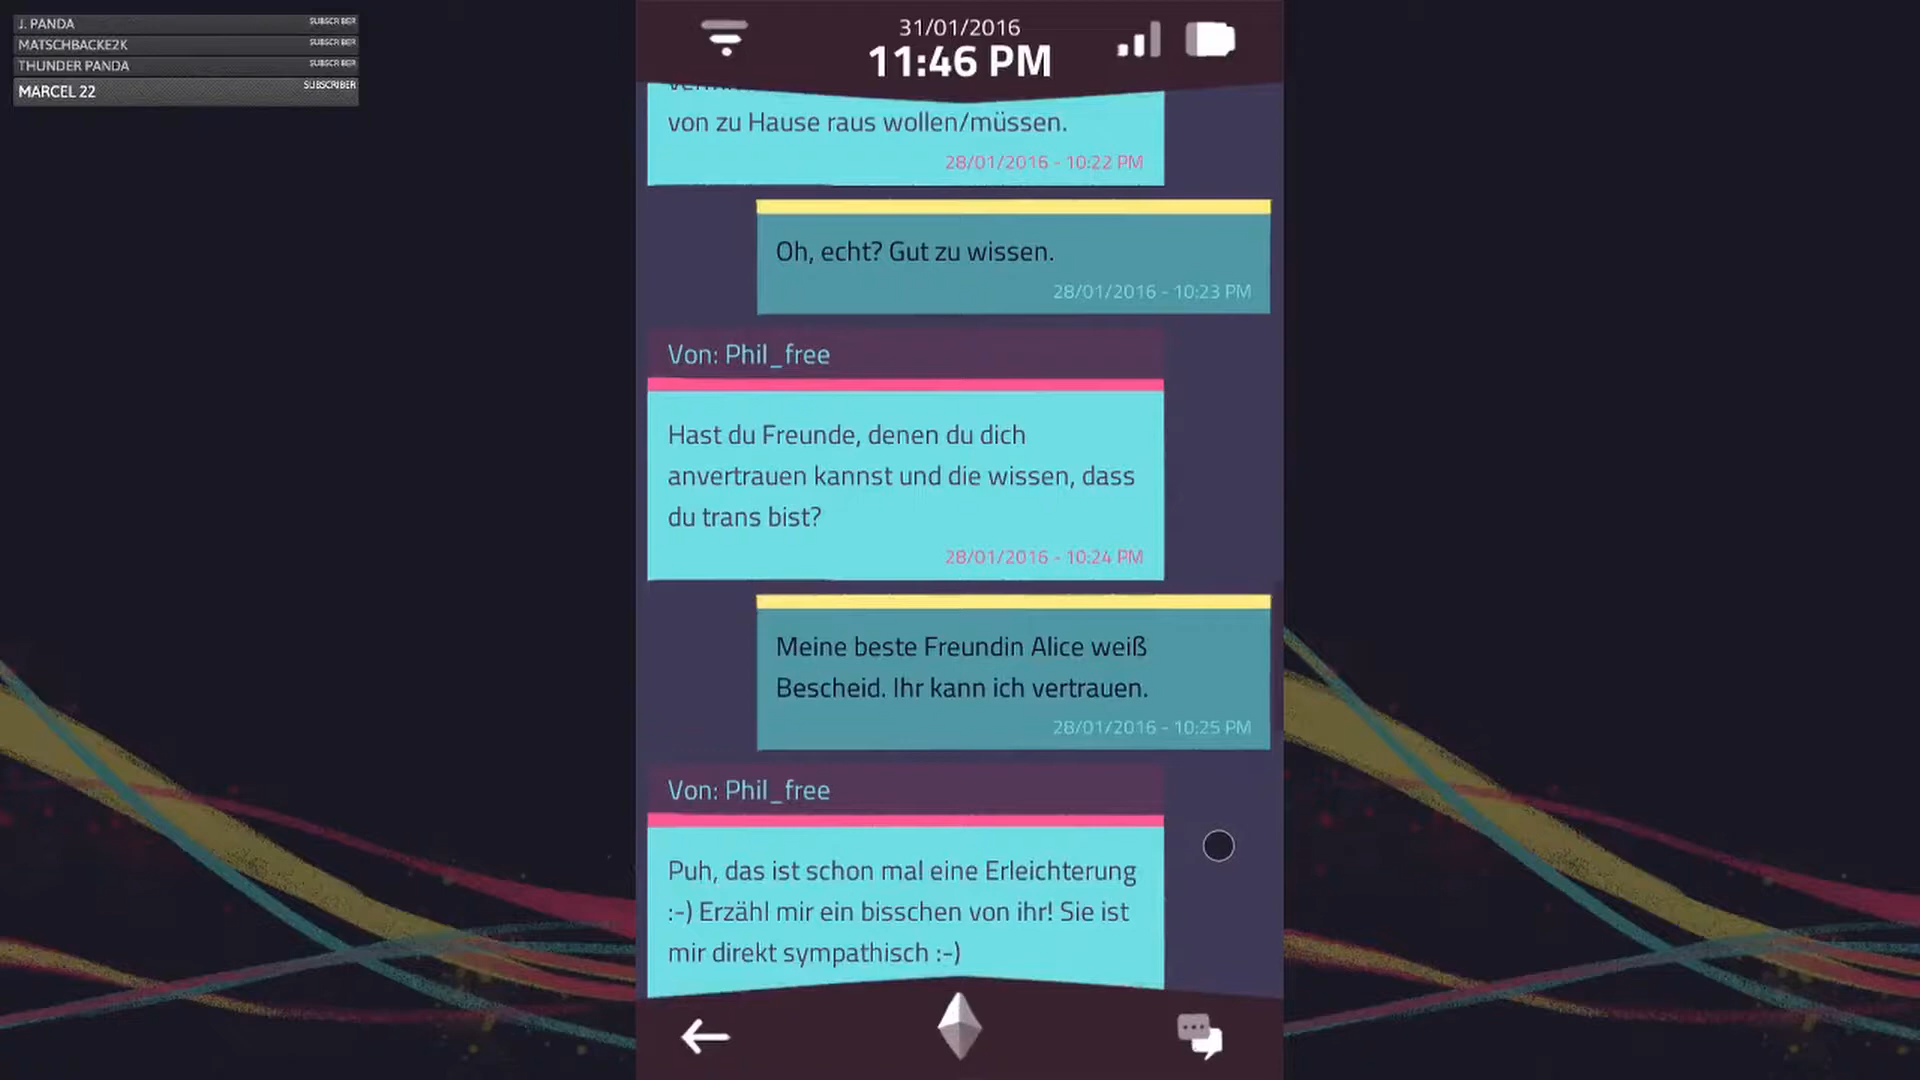 J. PANDA SUBSCRIBER
MATSCHBACKE2K SUBSCRIBER
THUNDER PANDA SUBSCRIBER
MARCEL 22 SUBSCRIBER
31/01/2016
11:46 PM
von zu Hause raus wollen/müssen.
28/01/2016 - 10:22 PM
Oh, echt? Gut zu wissen.
28/01/2016 - 10:23 PM
Von: Phil_free
Hast du Freunde, denen du dich
anvertrauen kannst und die wissen, dass
du trans bist?
28/01/2016 - 10:24 PM
Meine beste Freundin Alice weiß
Bescheid. Ihr kann ich vertrauen.
28/01/2016 - 10:25 PM
Von: Phil_free
Puh, das ist schon mal eine Erleichterung
:-) Erzähl mir ein bisschen von ihr! Sie ist
mir direkt sympathisch :-)